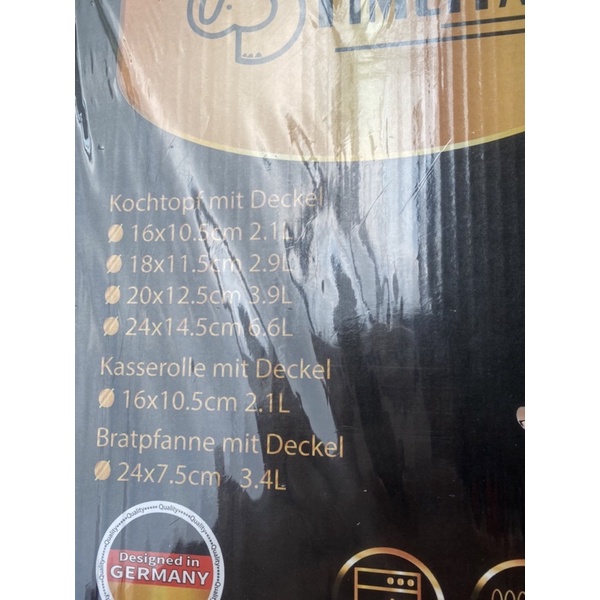 Kochtopf mit Deckel
Ø 16x10.5cm 2.1L
Ø 18x11.5cm 2.9L
Ø 20x12.5cm 3.9L
Ø 24x14.5cm 6.6L
Kasserolle mit Deckel
Ø 16x10.5cm 2.1L
Bratpfanne mit Deckel
Ø 24x7.5cm 3.4L
Quality
Designed in
GERMANY